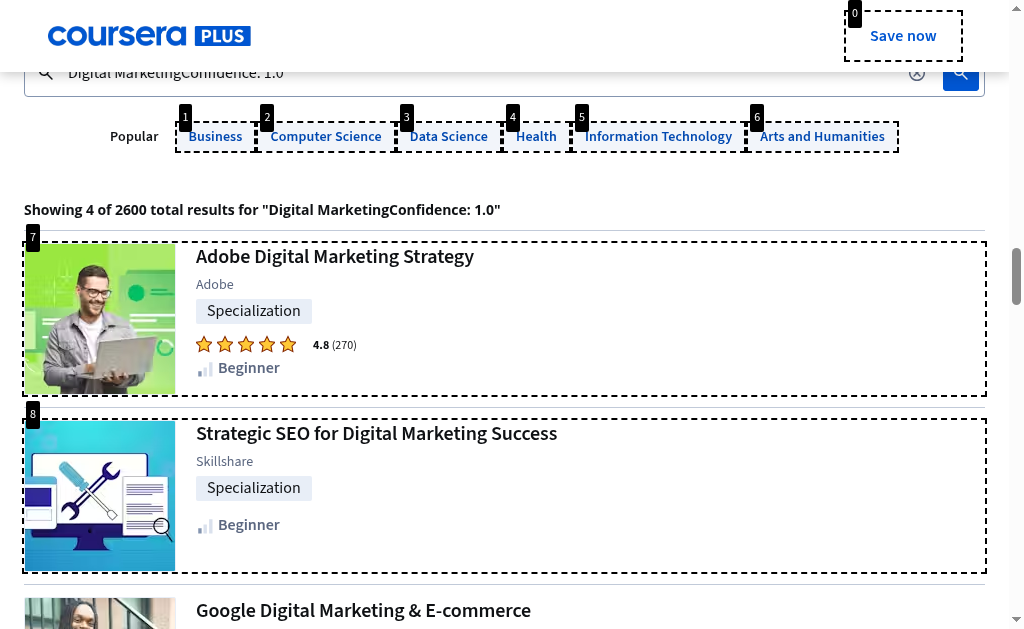 coursera PLUS
0
Save now
Digital MarketingConfidence: 1.0
Popular
1
Business
2
Computer Science
3
Data Science
4
Health
5
Information Technology
6
Arts and Humanities
Showing 4 of 2600 total results for "Digital MarketingConfidence: 1.0"
7
Adobe Digital Marketing Strategy
Adobe
Specialization
4.8 (270)
Beginner
8
Strategic SEO for Digital Marketing Success
Skillshare
Specialization
Beginner
Google Digital Marketing & E-commerce